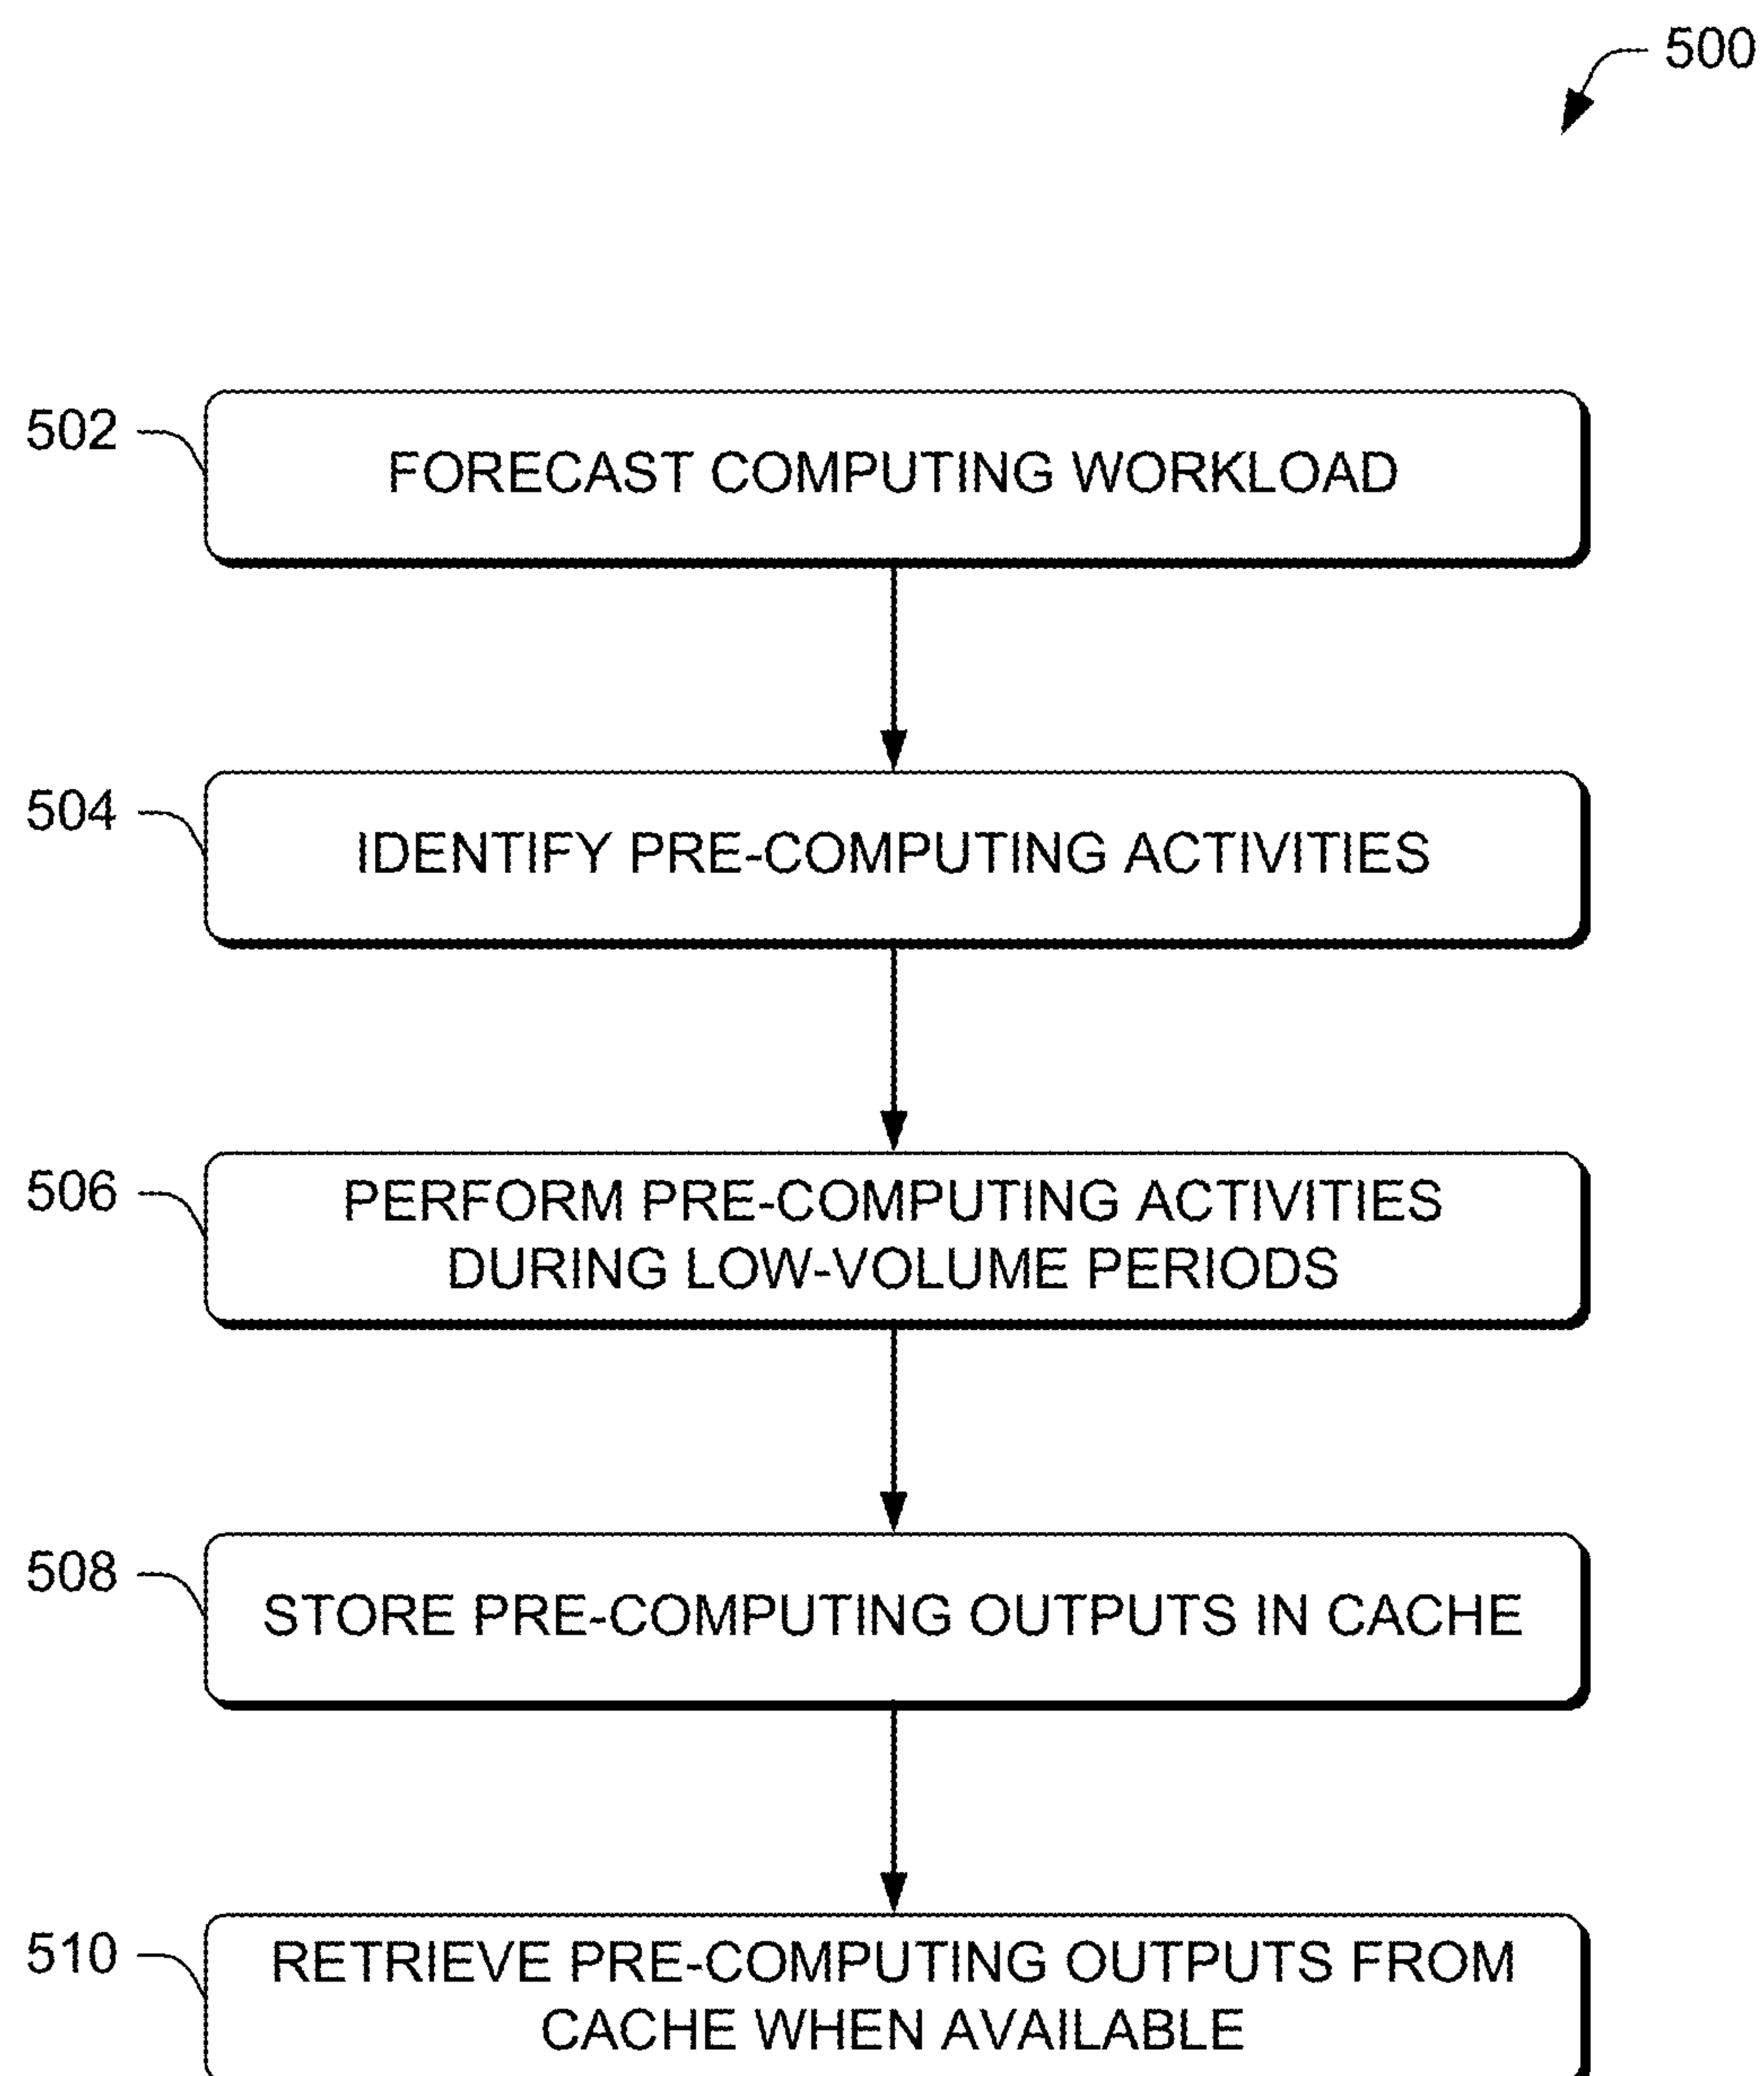 500
502
FORECAST COMPUTING WORKLOAD
504
IDENTIFY PRE-COMPUTING ACTIVITIES
506
PERFORM PRE-COMPUTING ACTIVITIES
DURING LOW-VOLUME PERIODS
508
STORE PRE-COMPUTING OUTPUTS IN CACHE
510
RETRIEVE PRE-COMPUTING OUTPUTS FROM
CACHE WHEN AVAILABLE